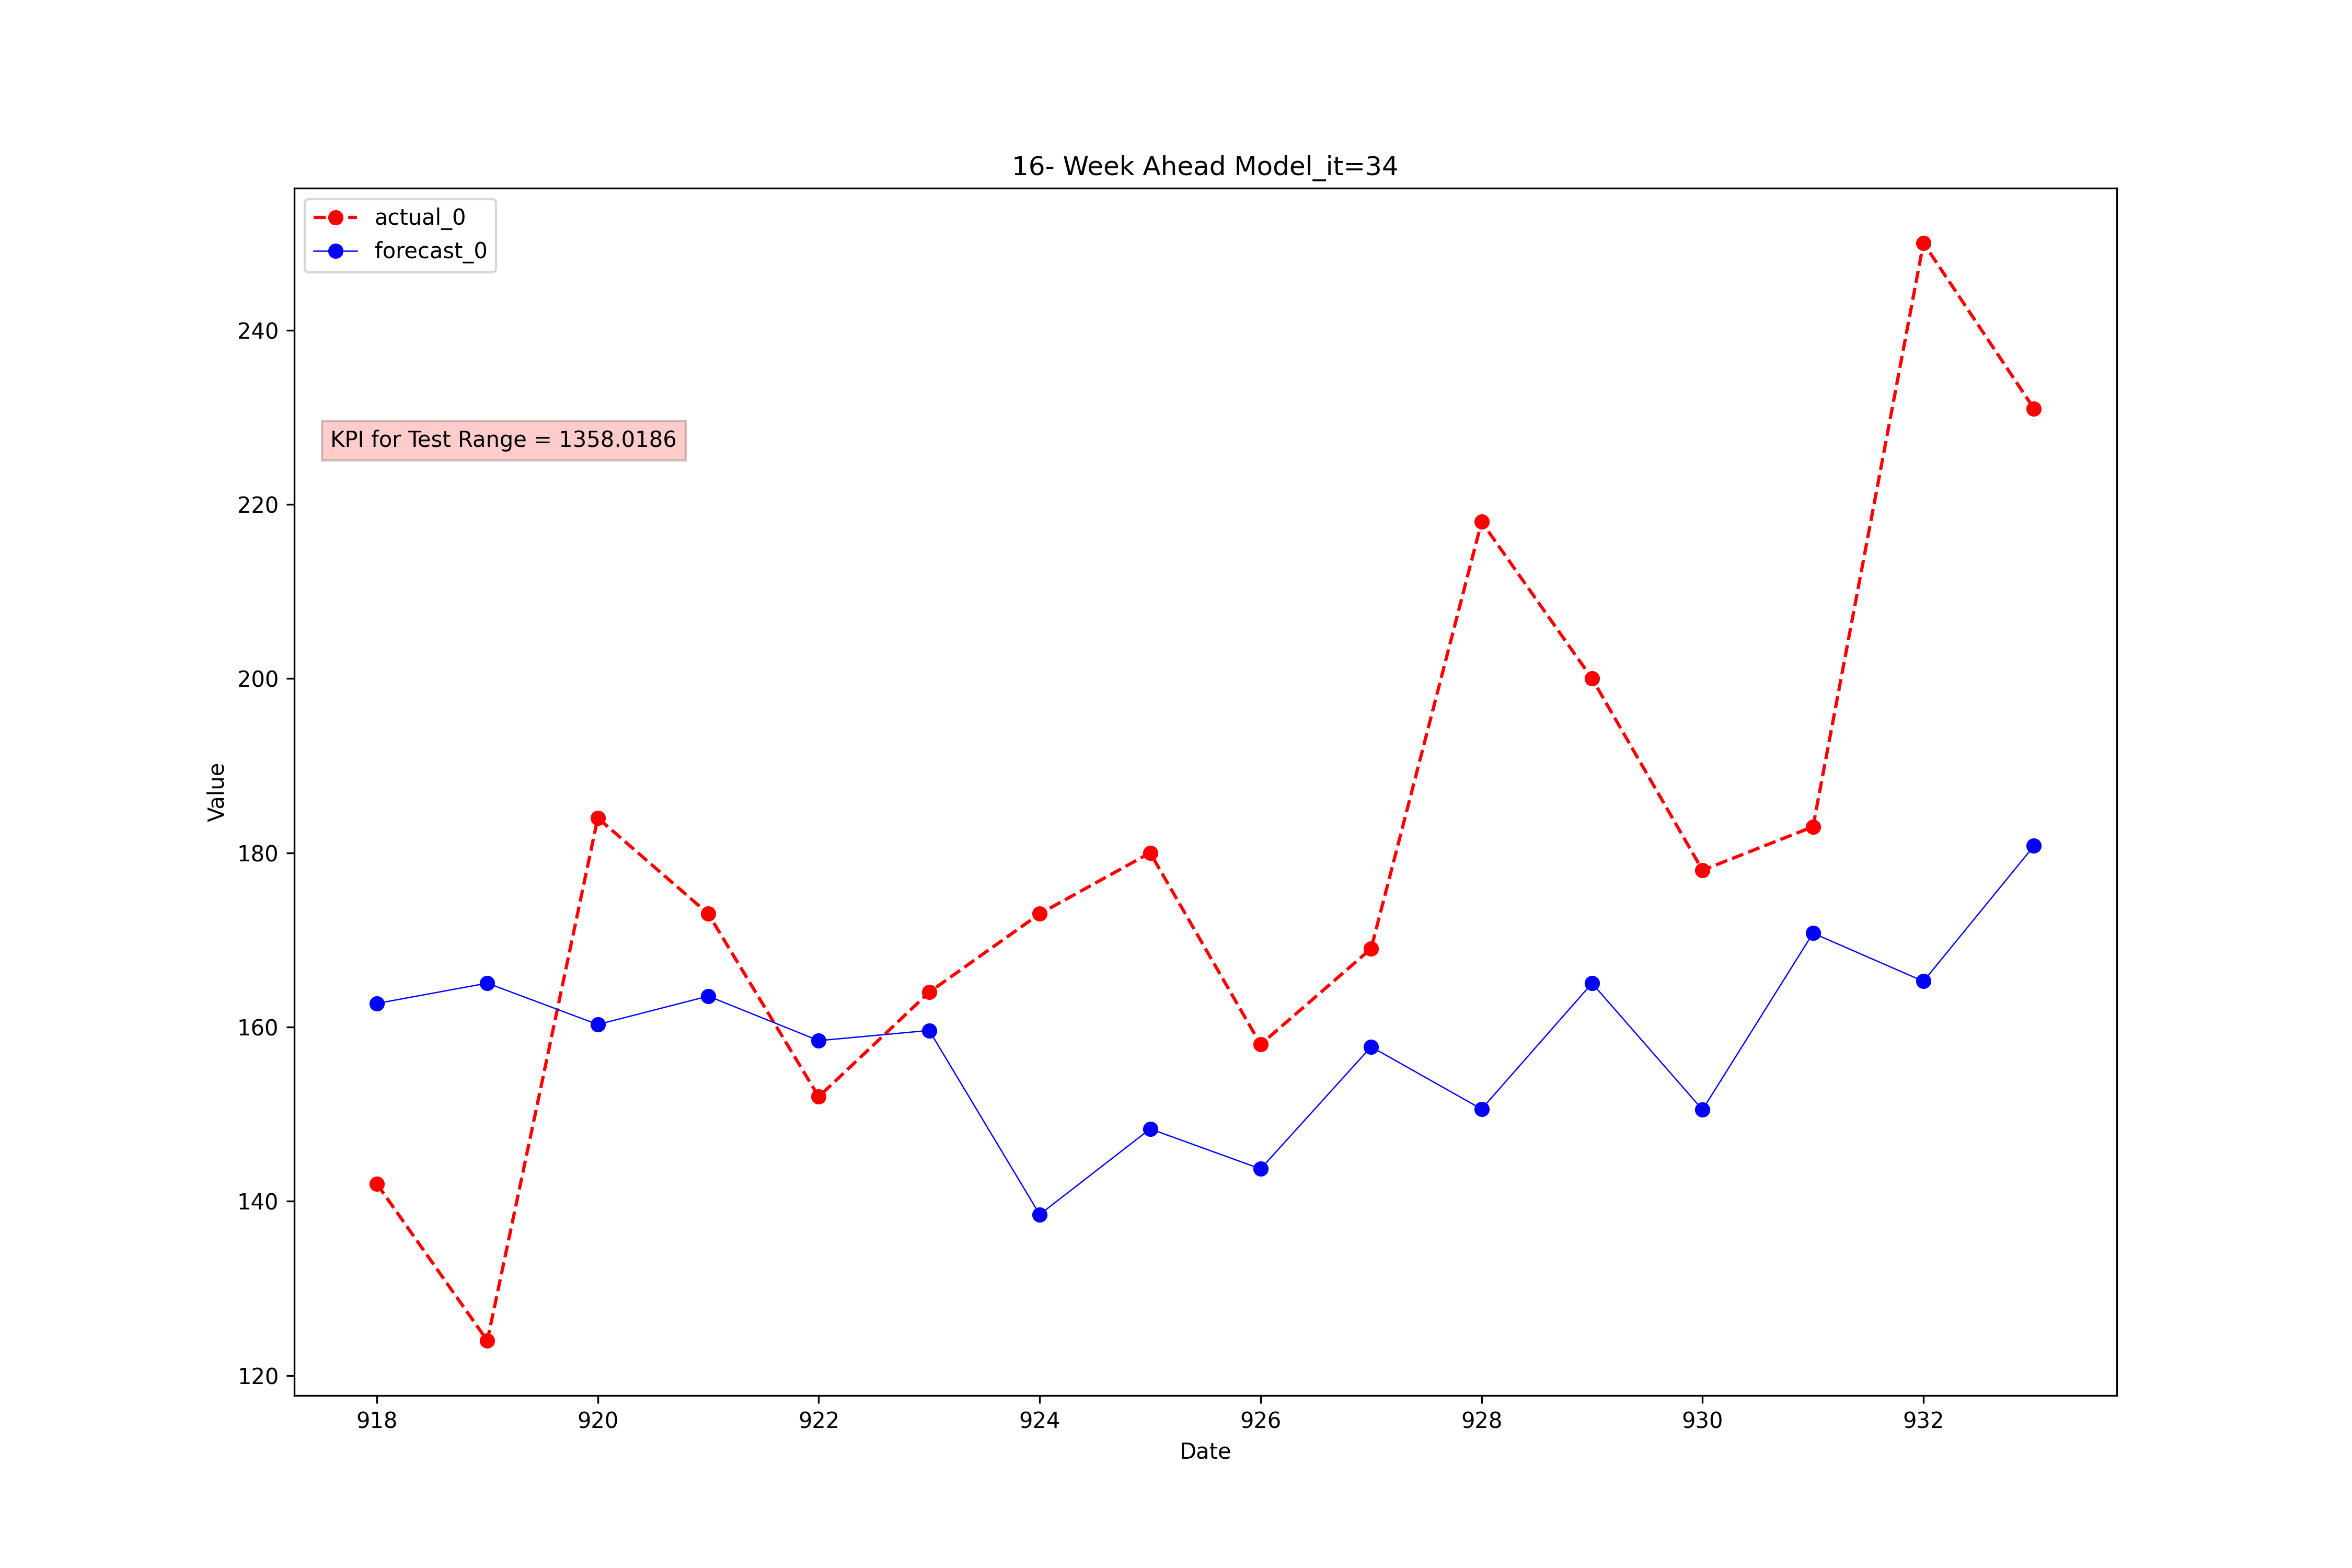 16- Week Ahead Model_it=34
actual_0
forecast_0
KPI for Test Range = 1358.0186
240
220
200
180
160
140
120
Value
918 920 922 924 926 928 930 932
Date